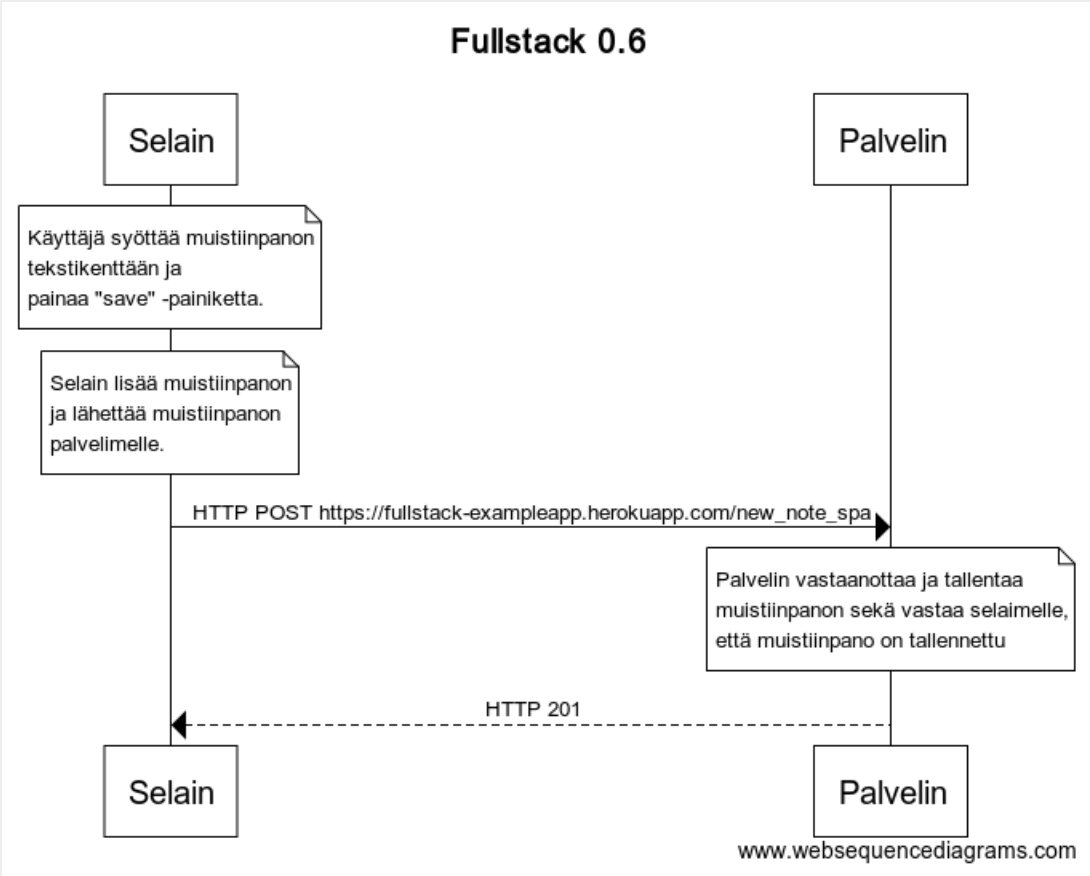 Fullstack 0.6
Selain
Palvelin
Käyttäjä syöttää muistiinpanon
tekstikenttään ja
painaa "save" -painiketta.
Selain lisää muistiinpanon
ja lähettää muistiinpanon
palvelimelle.
HTTP POST https://fullstack-exampleapp.herokuapp.com/new_note_spa
Palvelin vastaanottaa ja tallentaa
muistiinpanon sekä vastaa selaimelle,
että muistiinpano on tallennettu
HTTP 201
Selain
Palvelin
www.websequencediagrams.com